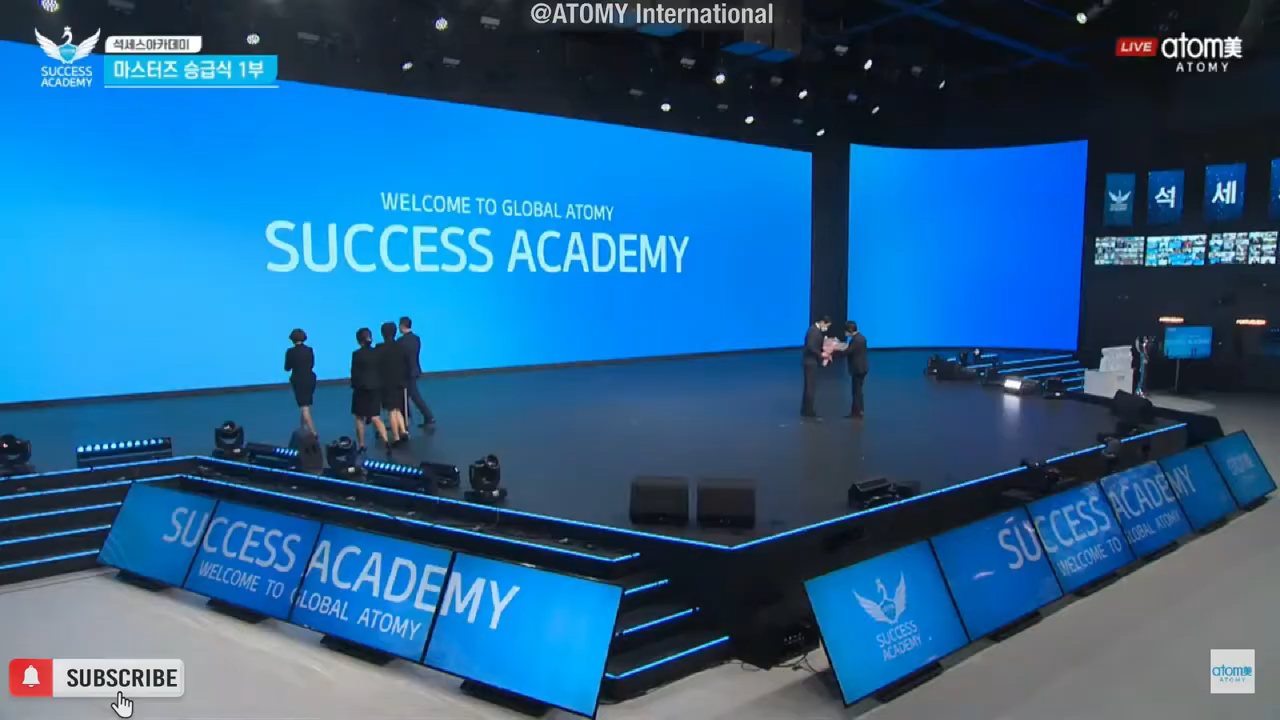 @ATOMY International
석세스아카데미
마스터즈 승급식 1부
SUCCESS
ACADEMY
LIVE
atom美
ATOMY
WELCOME TO GLOBAL ATOMY
SUCCESS ACADEMY
석
세
SUCCESS ACADEMY
WELCOME TO GLOBAL ATOMY
SUCCESS ACADEMY
WELCOME TO GLOBAL ATOMY
SUCCESS
ACADEMY
SUBSCRIBE
atom美
ATOMY